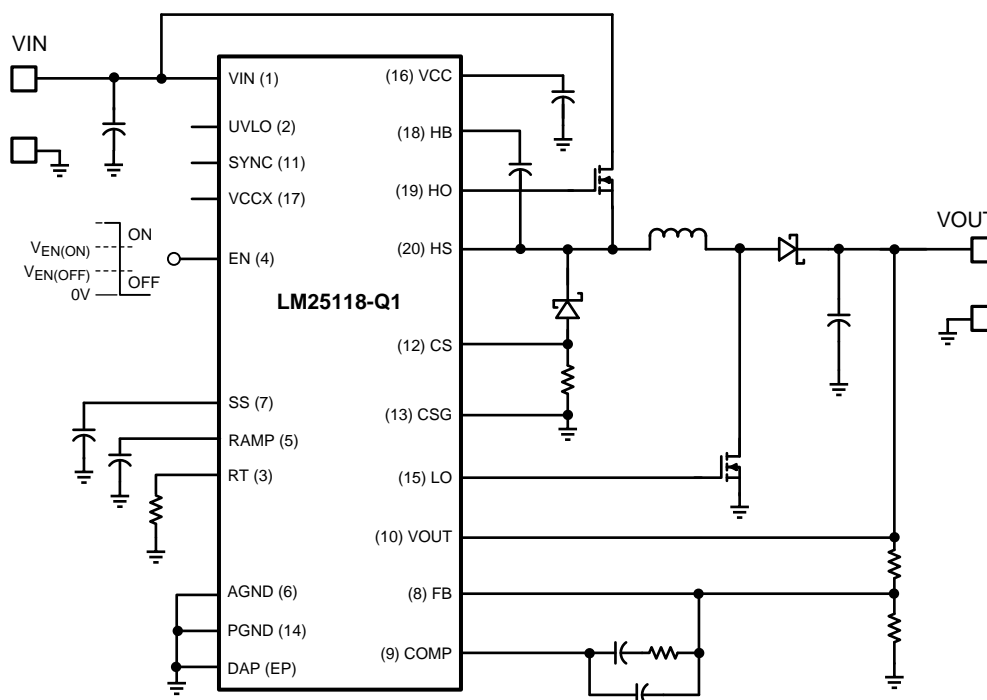 VIN
VOUT
LM25118-Q1
VIN (1)
UVLO (2)
SYNC (11)
VCCX (17)
EN (4)
ON
VEN(ON)
VEN(OFF)
OFF
0V
SS (7)
RAMP (5)
RT (3)
AGND (6)
PGND (14)
DAP (EP)
(16) VCC
(18) HB
(19) HO
(20) HS
(12) CS
(13) CSG
(15) LO
(10) VOUT
(8) FB
(9) COMP